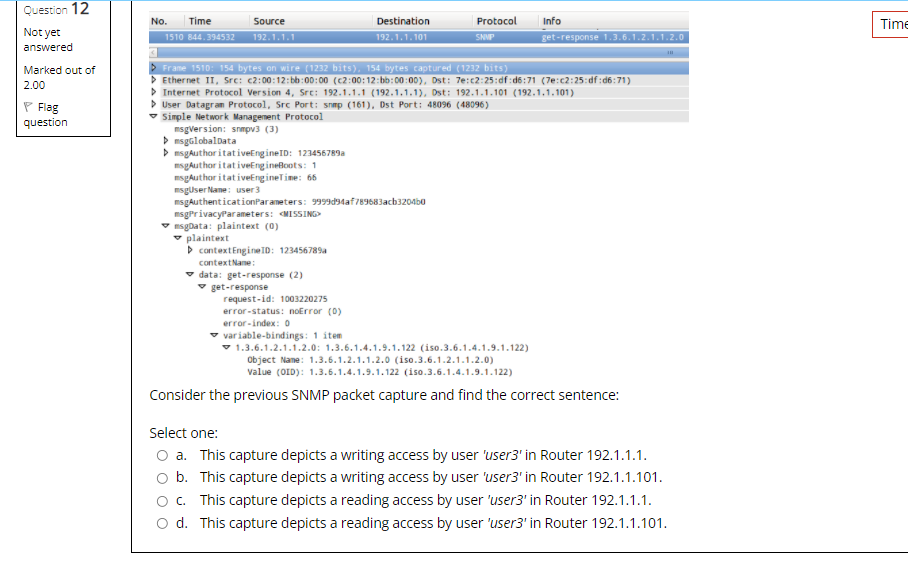 Question 12
Not yet
answered
Marked out of
2.00
Flag
question
No. Time Source Destination Protocol Info
1510 844.394532 192.1.1.1 192.1.1.101 SNMP get-response 1.3.6.1.2.1.1.2.0
Frame 1510: 154 bytes on wire (1232 bits), 154 bytes captured (1232 bits)
Ethernet II, Src: c2:00:12:bb:00:00 (c2:00:12:bb:00:00), Dst: 7e:c2:25:df:d6:71 (7e:c2:25:df:d6:71)
Internet Protocol Version 4, Src: 192.1.1.1 (192.1.1.1), Dst: 192.1.1.101 (192.1.1.101)
User Datagram Protocol, Src Port: snmp (161), Dst Port: 48096 (48096)
Simple Network Management Protocol
msgVersion: snmpv3 (3)
msgGlobalData
msgAuthoritativeEngineID: 123456789a
msgAuthoritativeEngineBoots: 1
msgAuthoritativeEngineTime: 66
msgUserName: user3
msgAuthenticationParameters: 9999d94af789683acb3204b0
msgPrivacyParameters: <MISSING>
msgData: plaintext (0)
plaintext
contextEngineID: 123456789a
contextName:
data: get-response (2)
get-response
request-id: 1003220275
error-status: noError (0)
error-index: 0
variable-bindings: 1 item
1.3.6.1.2.1.1.2.0: 1.3.6.1.4.1.9.1.122 (iso.3.6.1.4.1.9.1.122)
Object Name: 1.3.6.1.2.1.1.2.0 (iso.3.6.1.2.1.1.2.0)
Value (OID): 1.3.6.1.4.1.9.1.122 (iso.3.6.1.4.1.9.1.122)
Consider the previous SNMP packet capture and find the correct sentence:
Select one:
a. This capture depicts a writing access by user 'user3' in Router 192.1.1.1.
b. This capture depicts a writing access by user 'user3' in Router 192.1.1.101.
c. This capture depicts a reading access by user 'user3' in Router 192.1.1.1.
d. This capture depicts a reading access by user 'user3' in Router 192.1.1.101.
Time